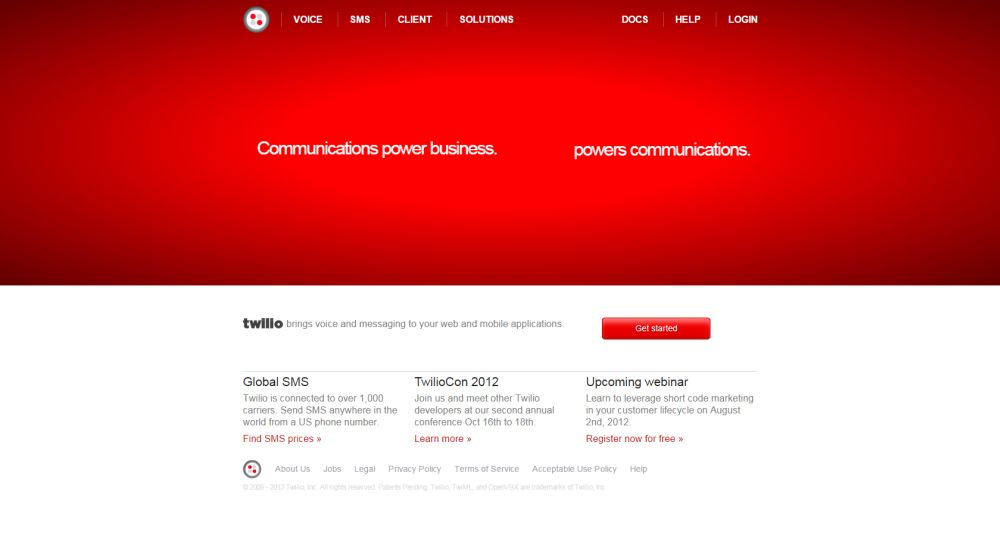 VOICE SMS CLIENT SOLUTIONS DOCS HELP LOGIN
Communications power business. powers communications.
twilio brings voice and messaging to your web and mobile applications.
Get started
Global SMS
Twilio is connected to over 1,000
carriers. Send SMS anywhere in the
world from a US phone number.
Find SMS prices »
TwilioCon 2012
Join us and meet other Twilio
developers at our second annual
conference Oct 16th to 18th.
Learn more »
Upcoming webinar
Learn to leverage short code marketing
in your customer lifecycle on August
2nd, 2012.
Register now for free »
About Us Jobs Legal Privacy Policy Terms of Service Acceptable Use Policy Help
© 2009 - 2013 Twilio, Inc. All rights reserved. Patents Pending. Twilio, TwiML, and OpenVBX are trademarks of Twilio, Inc.